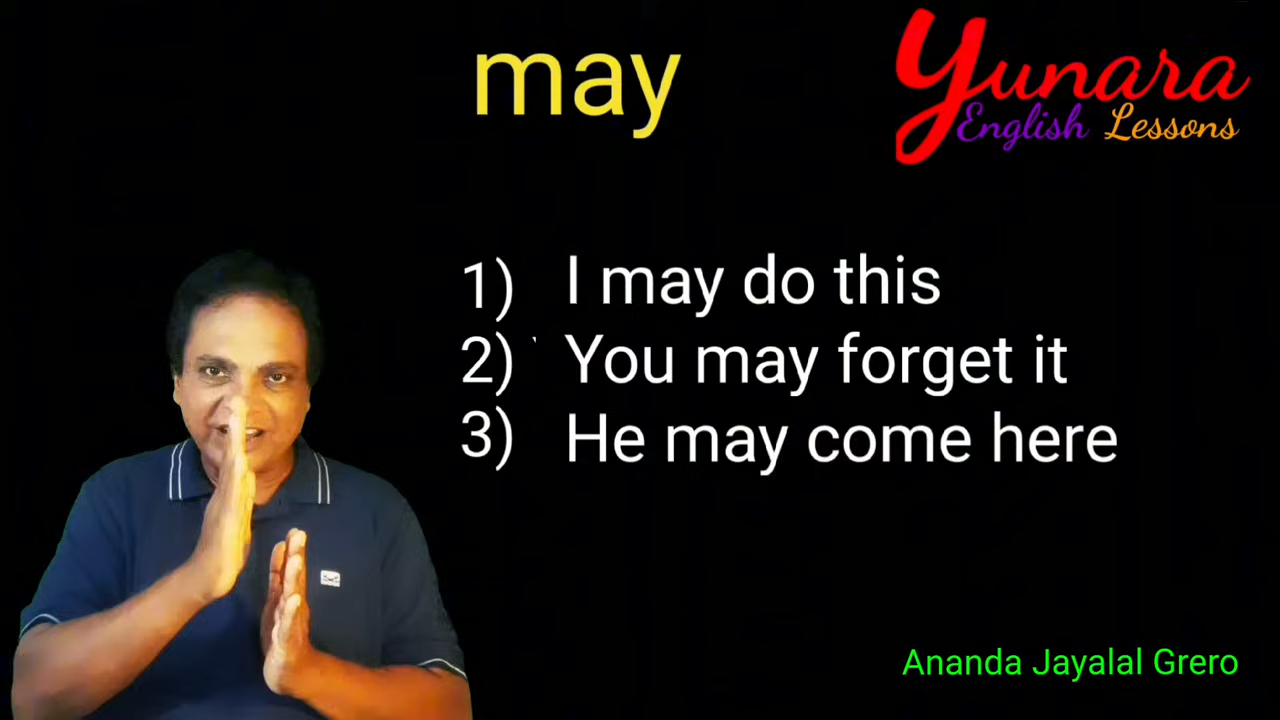 may
Yunara
English Lessons
1) I may do this
2) You may forget it
3) He may come here
Ananda Jayalal Grero